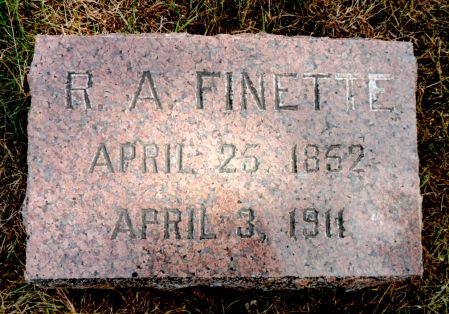 R. A. FINETTE
APRIL 25, 1852
APRIL 3, 1911